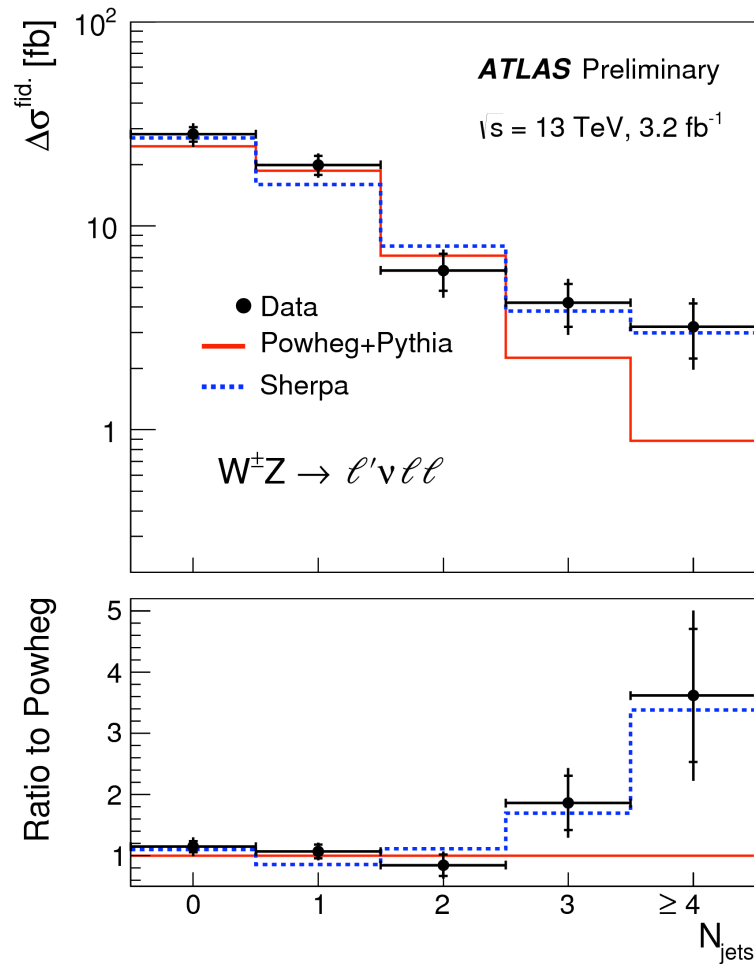 Δσ^fid. [fb]
10²
10
1
ATLAS Preliminary
√s = 13 TeV, 3.2 fb⁻¹
Data
Powheg+Pythia
Sherpa
W±Z → ℓ′ν ℓℓ
Ratio to Powheg
5
4
3
2
1
0 1 2 3 ≥ 4
N_jets